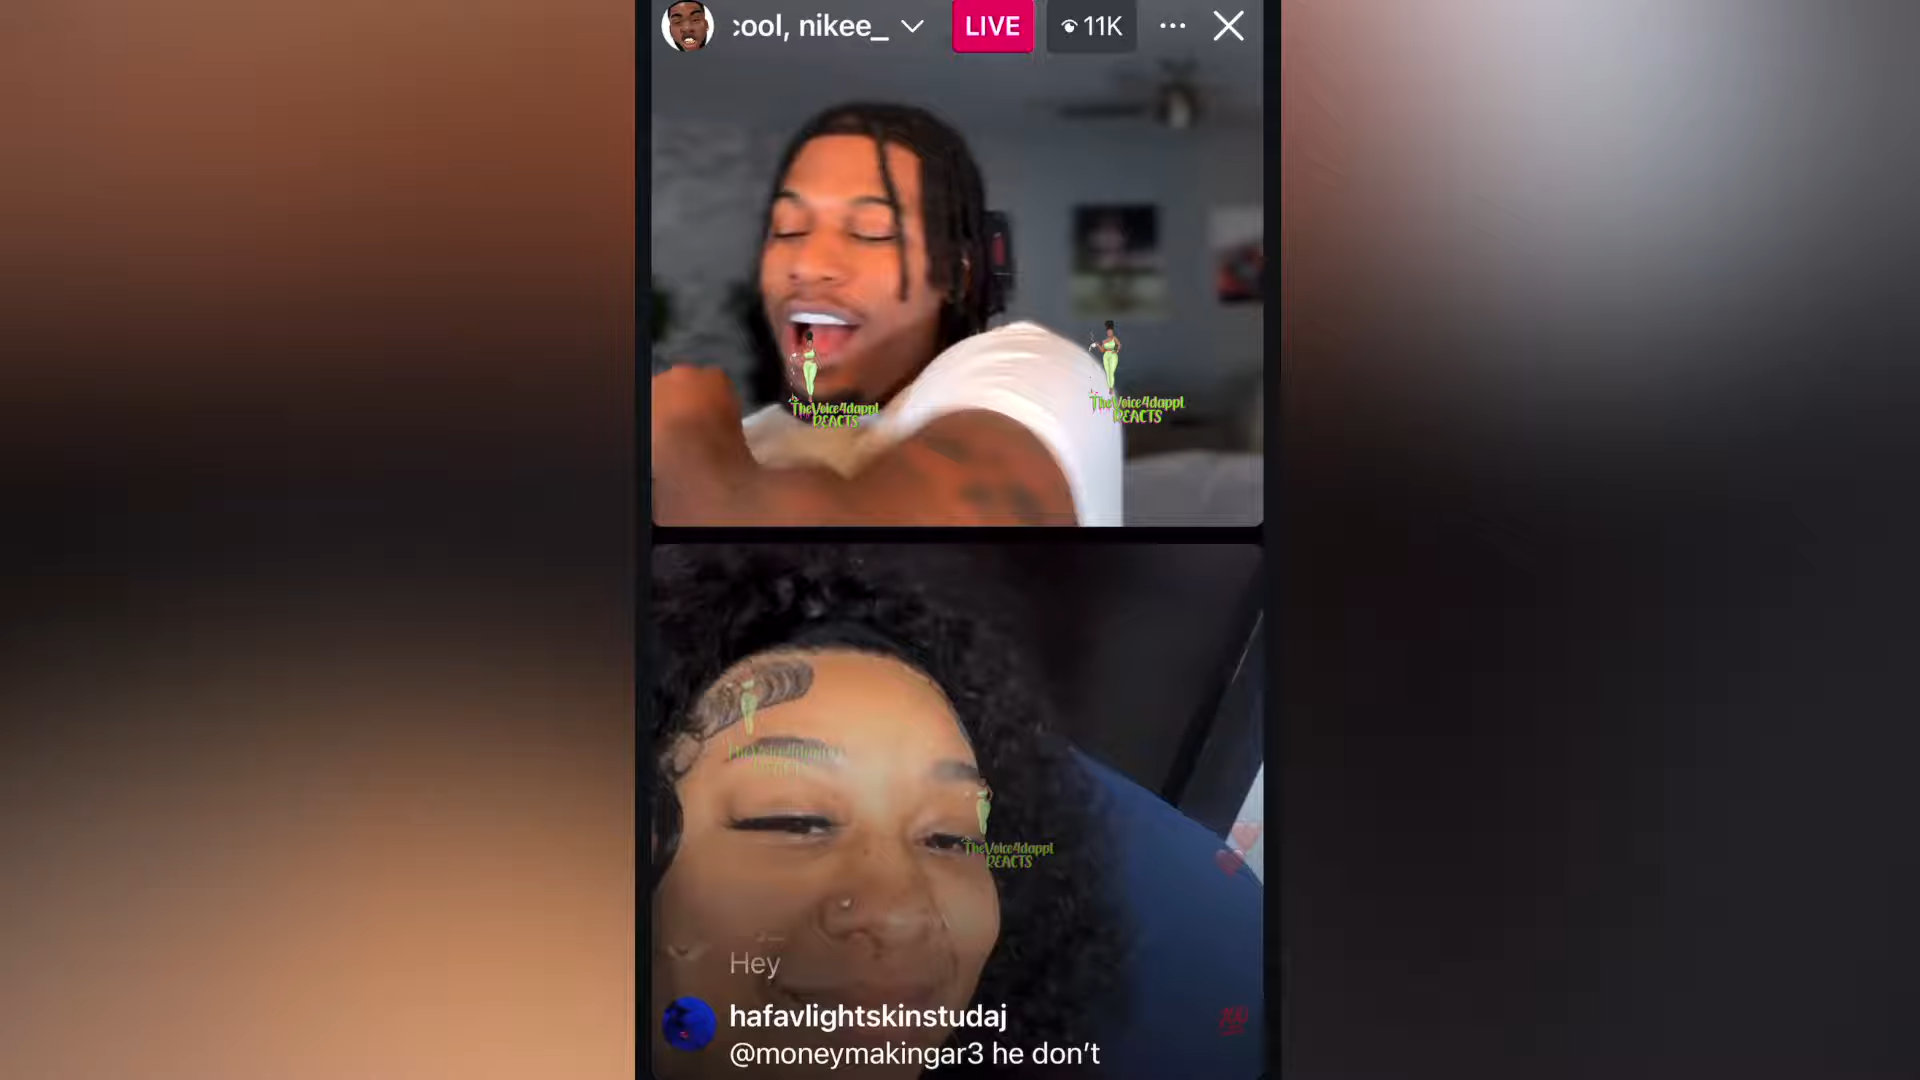 :ool, nikee_
LIVE
11K
TheVoice4dappl
REACTS
TheVoice4dappl
REACTS
TheVoice4dappl
REACTS
Hey
hafavlightskinstudaj
@moneymakingar3 he don't